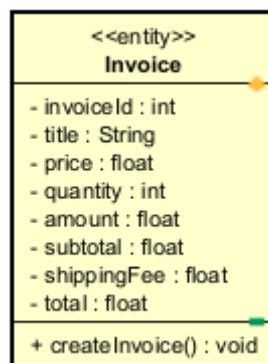 <<entity>>
Invoice
- invoiceId : int
- title : String
- price : float
- quantity : int
- amount : float
- subtotal : float
- shippingFee : float
- total : float
+ createInvoice() : void